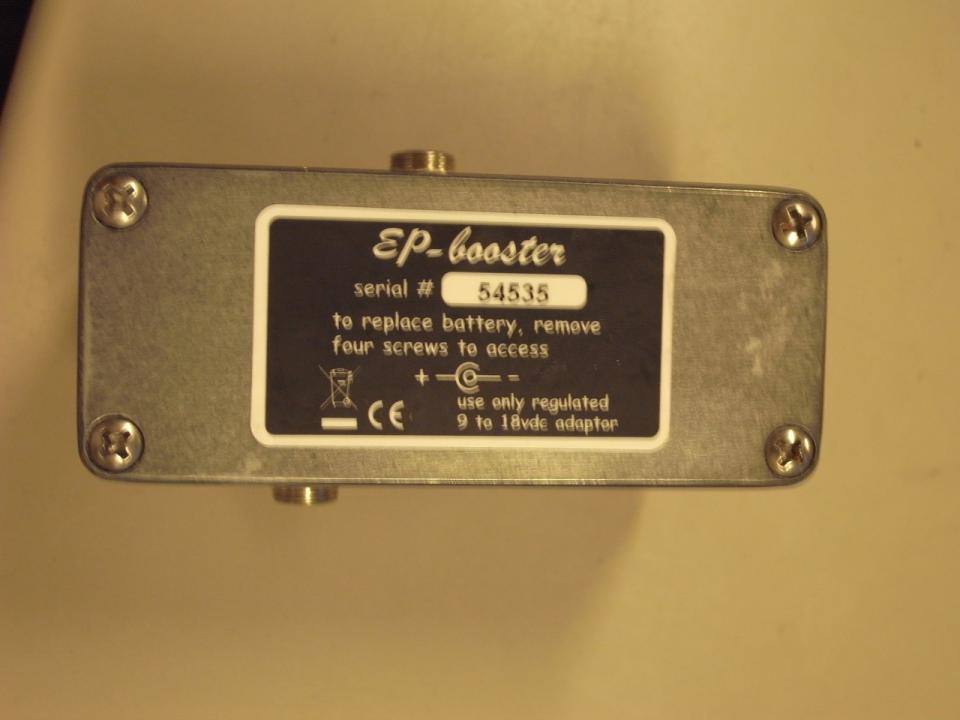 EP-booster
serial # 54535
to replace battery, remove
four screws to access
+ -
CE
use only regulated
9 to 18vdc adaptor